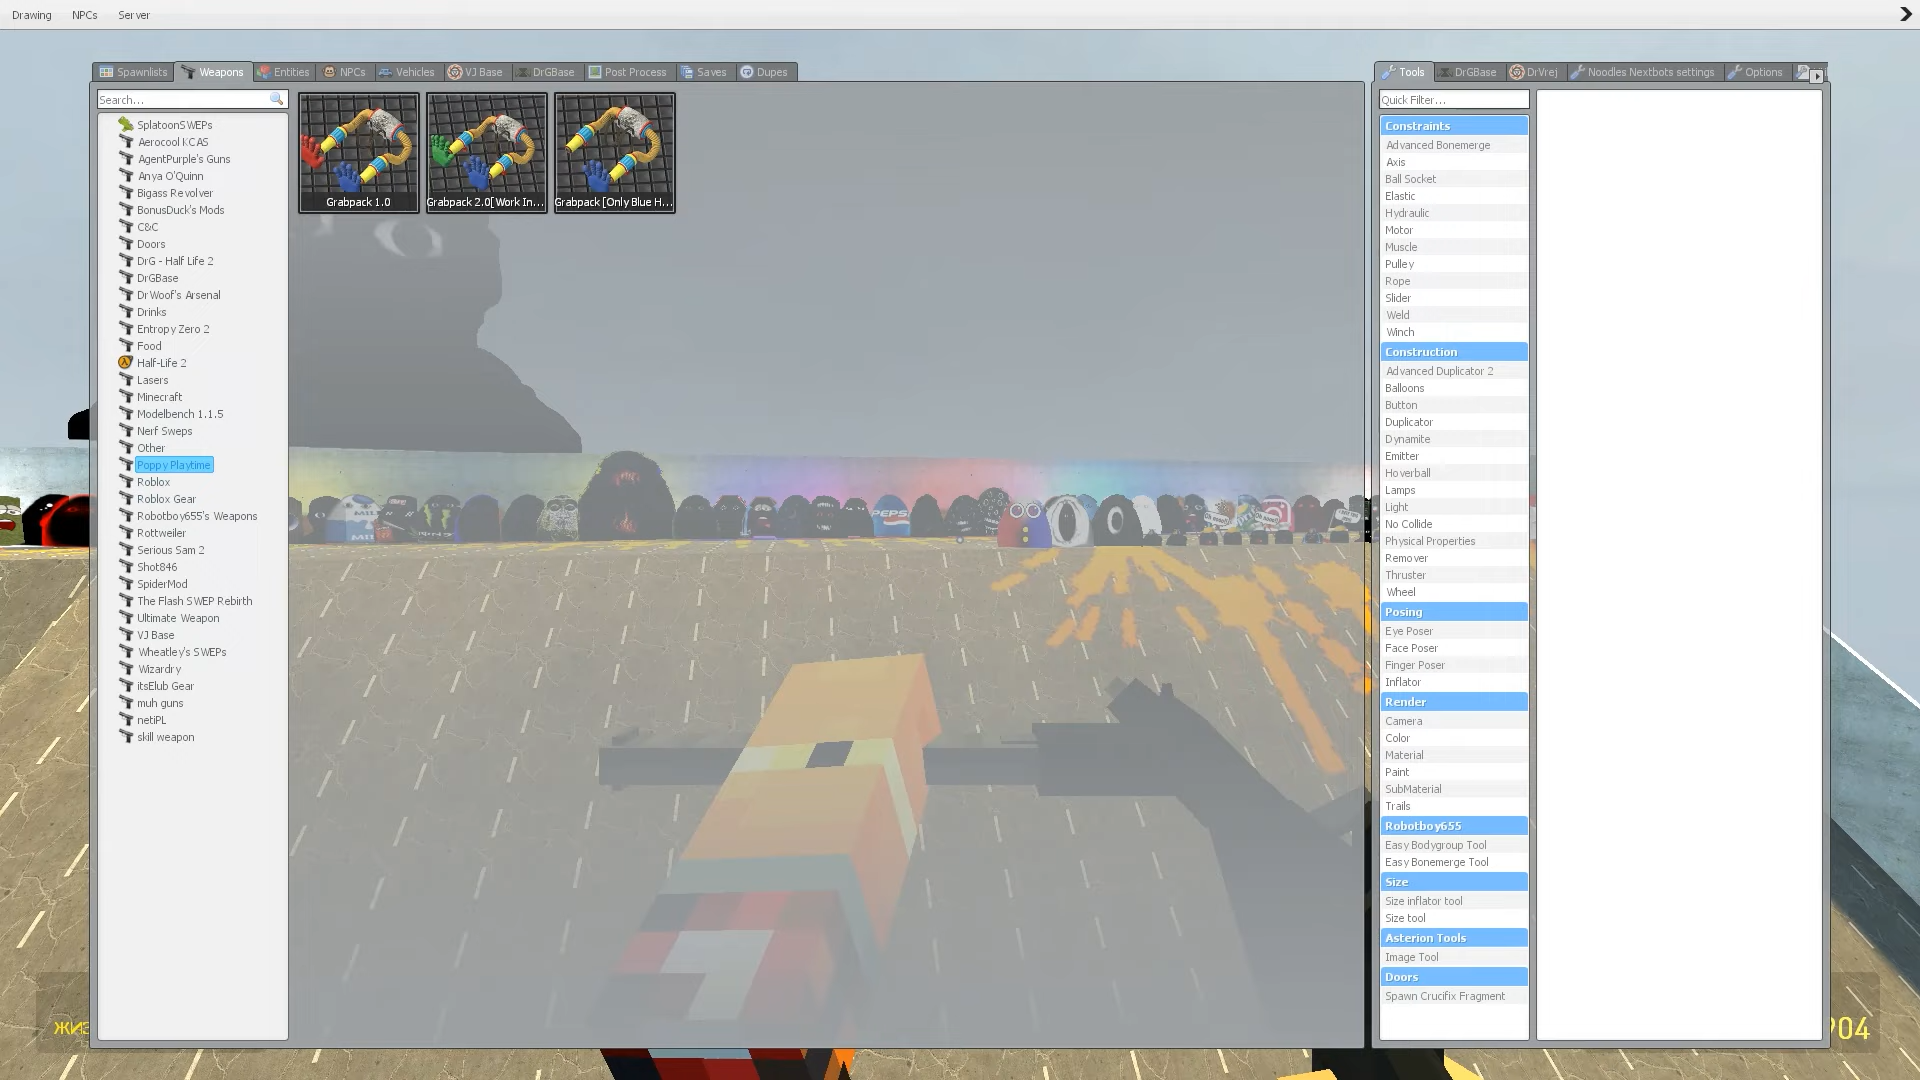 Drawing NPCs Server
Spawnlists Weapons Entities NPCs Vehicles VJ Base DrGBase Post Process Saves Dupes
Tools DrGBase DrVrej Noodles Nextbots settings Options
Search...
SplatoonSWEPs
Aerocool KCAS
AgentPurple's Guns
Anya O'Quinn
Bigass Revolver
BonusDuck's Mods
C&C
Doors
DrG - Half Life 2
DrGBase
DrWoof's Arsenal
Drinks
Entropy Zero 2
Food
Half-Life 2
Lasers
Minecraft
Modelbench 1.1.5
Nerf Sweps
Other
Poppy Playtime
Roblox
Roblox Gear
Robotboy655's Weapons
Rottweiler
Serious Sam 2
Shot846
SpiderMod
The Flash SWEP Rebirth
Ultimate Weapon
VJ Base
Wheatley's SWEPs
Wizardry
itsElub Gear
muh guns
netiPL
skill weapon
Grabpack 1.0
Grabpack 2.0[Work In...
Grabpack [Only Blue H...
PEPS
Quick Filter...
Constraints
Advanced Bonemerge
Axis
Ball Socket
Elastic
Hydraulic
Motor
Muscle
Pulley
Rope
Slider
Weld
Winch
Construction
Advanced Duplicator 2
Balloons
Button
Duplicator
Dynamite
Emitter
Hoverball
Lamps
Light
No Collide
Physical Properties
Remover
Thruster
Wheel
Posing
Eye Poser
Face Poser
Finger Poser
Inflator
Render
Camera
Color
Material
Paint
SubMaterial
Trails
Robotboy655
Easy Bodygroup Tool
Easy Bonemerge Tool
Size
Size inflator tool
Size tool
Asterion Tools
Image Tool
Doors
Spawn Crucifix Fragment
ЖИЗ
904